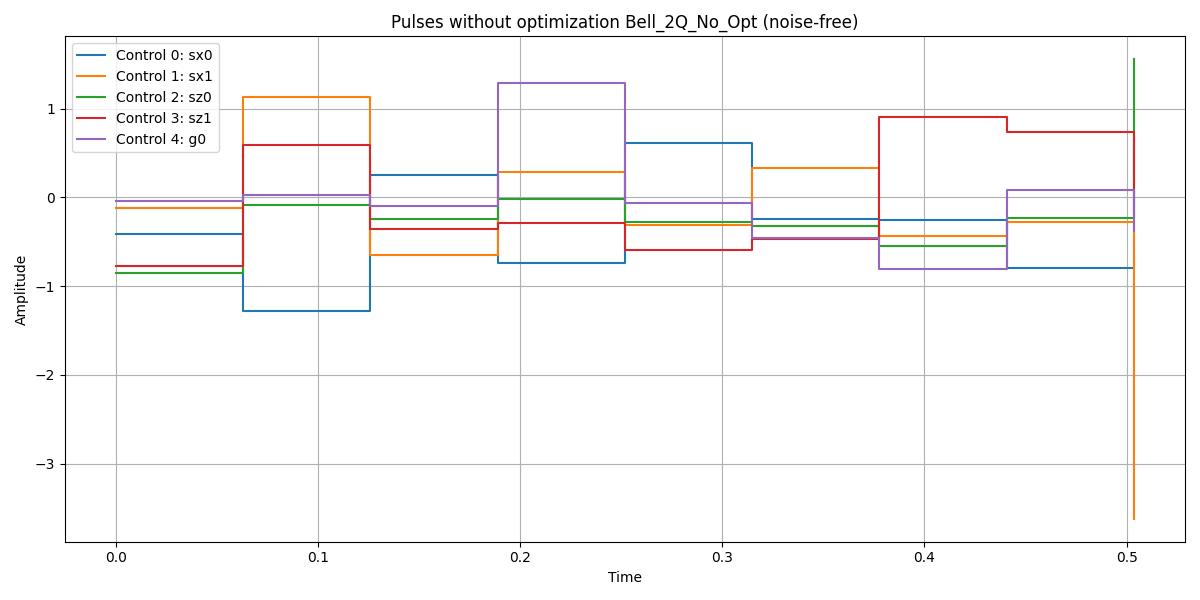 Pulses without optimization Bell_2Q_No_Opt (noise-free)
Control 0: sx0
Control 1: sx1
Control 2: sz0
Control 3: sz1
Control 4: g0
Amplitude
1
0
−1
−2
−3
0.0 0.1 0.2 0.3 0.4 0.5
Time